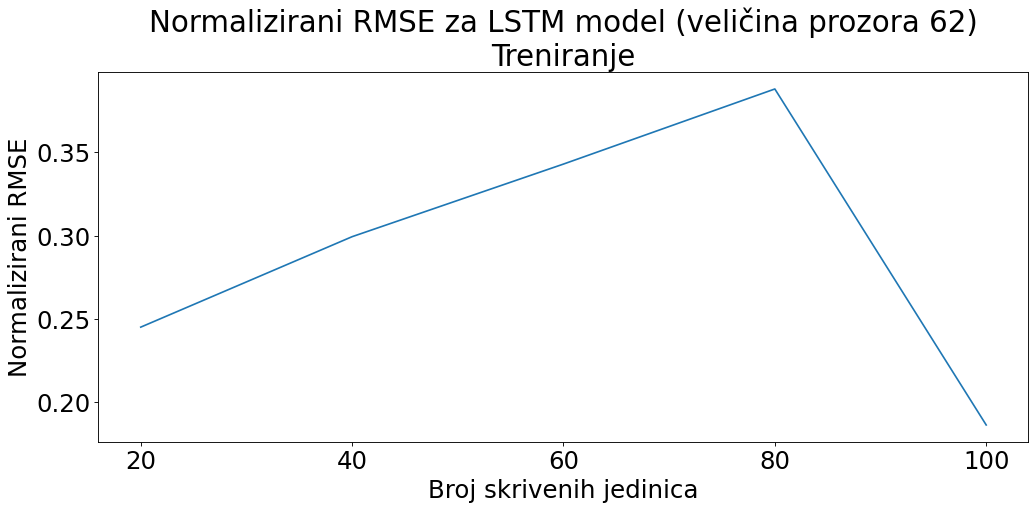 Normalizirani RMSE za LSTM model (veličina prozora 62)
Treniranje
Normalizirani RMSE
0.35
0.30
0.25
0.20
20 40 60 80 100
Broj skrivenih jedinica